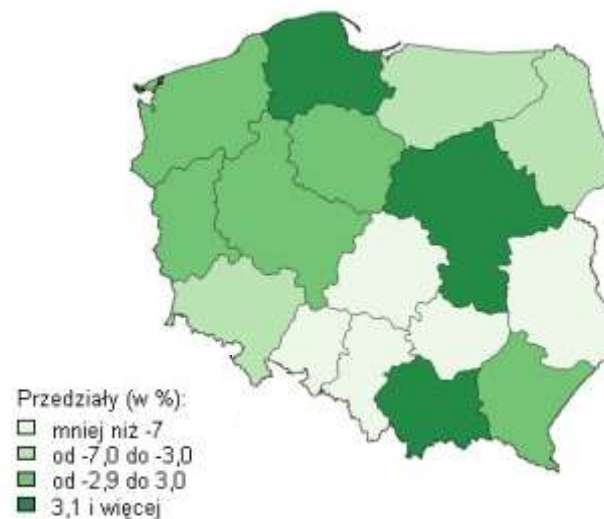 Przedziały (w %):
mniej niż -7
od -7,0 do -3,0
od -2,9 do 3,0
3,1 i więcej